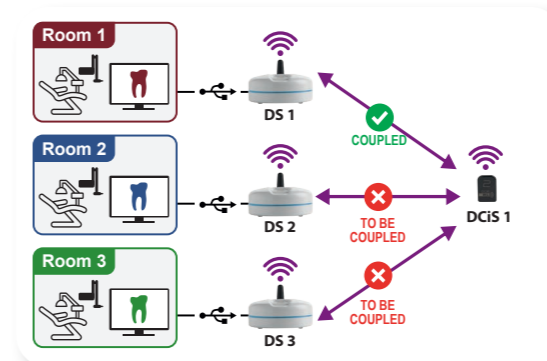 Room 1
DS 1
COUPLED
Room 2
DS 2
TO BE
COUPLED
DCiS 1
Room 3
DS 3
TO BE
COUPLED